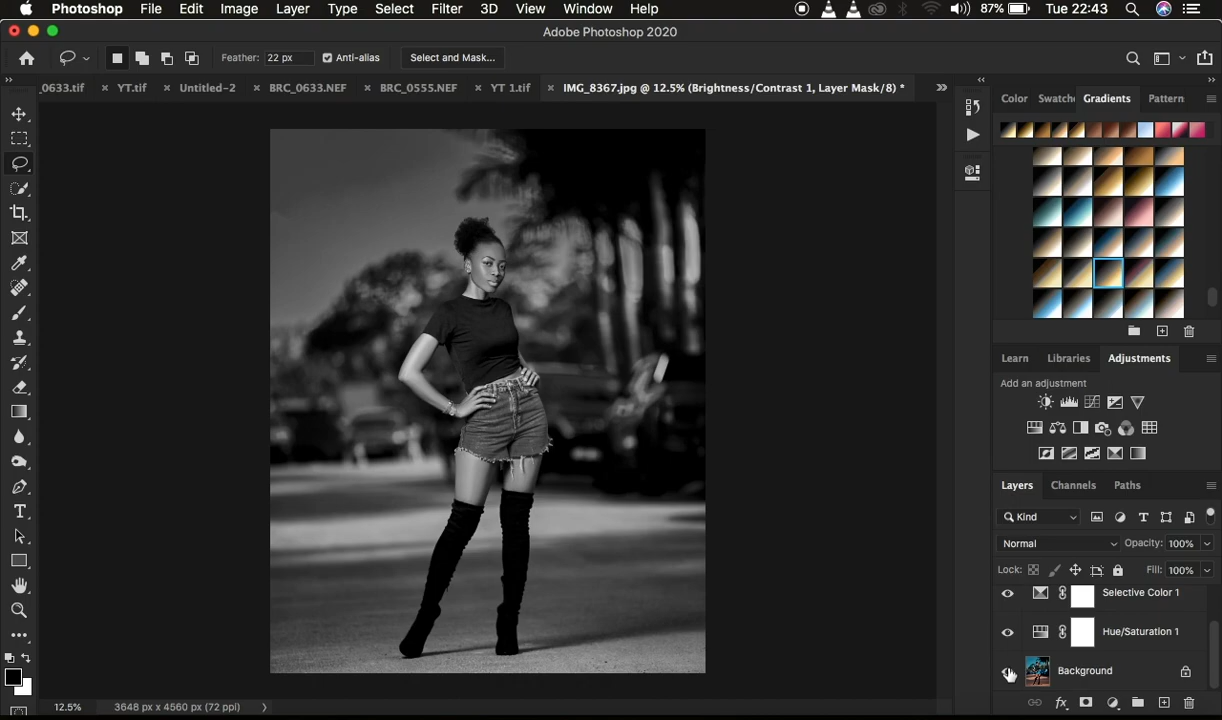 Photoshop File Edit Image Layer Type Select Filter 3D View Window Help 87% Tue 22:43
Adobe Photoshop 2020
Feather: 22 px Anti-alias Select and Mask...
_0633.tif × YT.tif × Untitled-2 × BRC_0633.NEF × BRC_0555.NEF × YT 1.tif × IMG_8367.jpg @ 12.5% (Brightness/Contrast 1, Layer Mask/8) *
Color Swatche Gradients Pattern
Learn Libraries Adjustments
Add an adjustment
Layers Channels Paths
Kind
Normal Opacity: 100%
Lock: Fill: 100%
Selective Color 1
Hue/Saturation 1
Background
12.5% 3648 px x 4560 px (72 ppi)